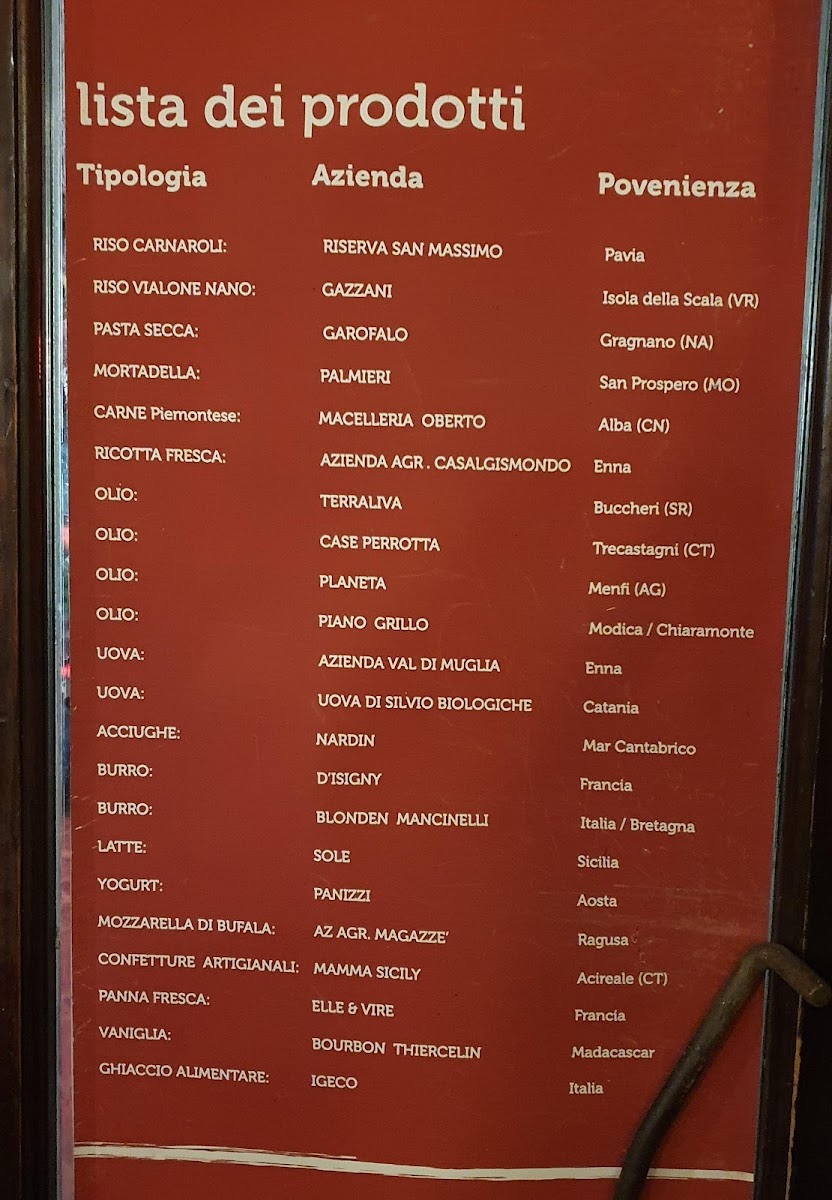 lista dei prodotti
Tipologia Azienda Povenienza
RISO CARNAROLI: RISERVA SAN MASSIMO Pavia
RISO VIALONE NANO: GAZZANI Isola della Scala (VR)
PASTA SECCA: GAROFALO Gragnano (NA)
MORTADELLA: PALMIERI San Prospero (MO)
CARNE Piemontese: MACELLERIA OBERTO Alba (CN)
RICOTTA FRESCA: AZIENDA AGR . CASALGISMONDO Enna
OLIO: TERRALIVA Buccheri (SR)
OLIO: CASE PERROTTA Trecastagni (CT)
OLIO: PLANETA Menfi (AG)
OLIO: PIANO GRILLO Modica / Chiaramonte
UOVA: AZIENDA VAL DI MUGLIA Enna
UOVA: UOVA DI SILVIO BIOLOGICHE Catania
ACCIUGHE: NARDIN Mar Cantabrico
BURRO: D'ISIGNY Francia
BURRO: BLONDEN MANCINELLI Italia / Bretagna
LATTE: SOLE Sicilia
YOGURT: PANIZZI Aosta
MOZZARELLA DI BUFALA: AZ AGR. MAGAZZE' Ragusa
CONFETTURE ARTIGIANALI: MAMMA SICILY Acireale (CT)
PANNA FRESCA: ELLE & VIRE Francia
VANIGLIA: BOURBON THIERCELIN Madacascar
GHIACCIO ALIMENTARE: IGECO Italia